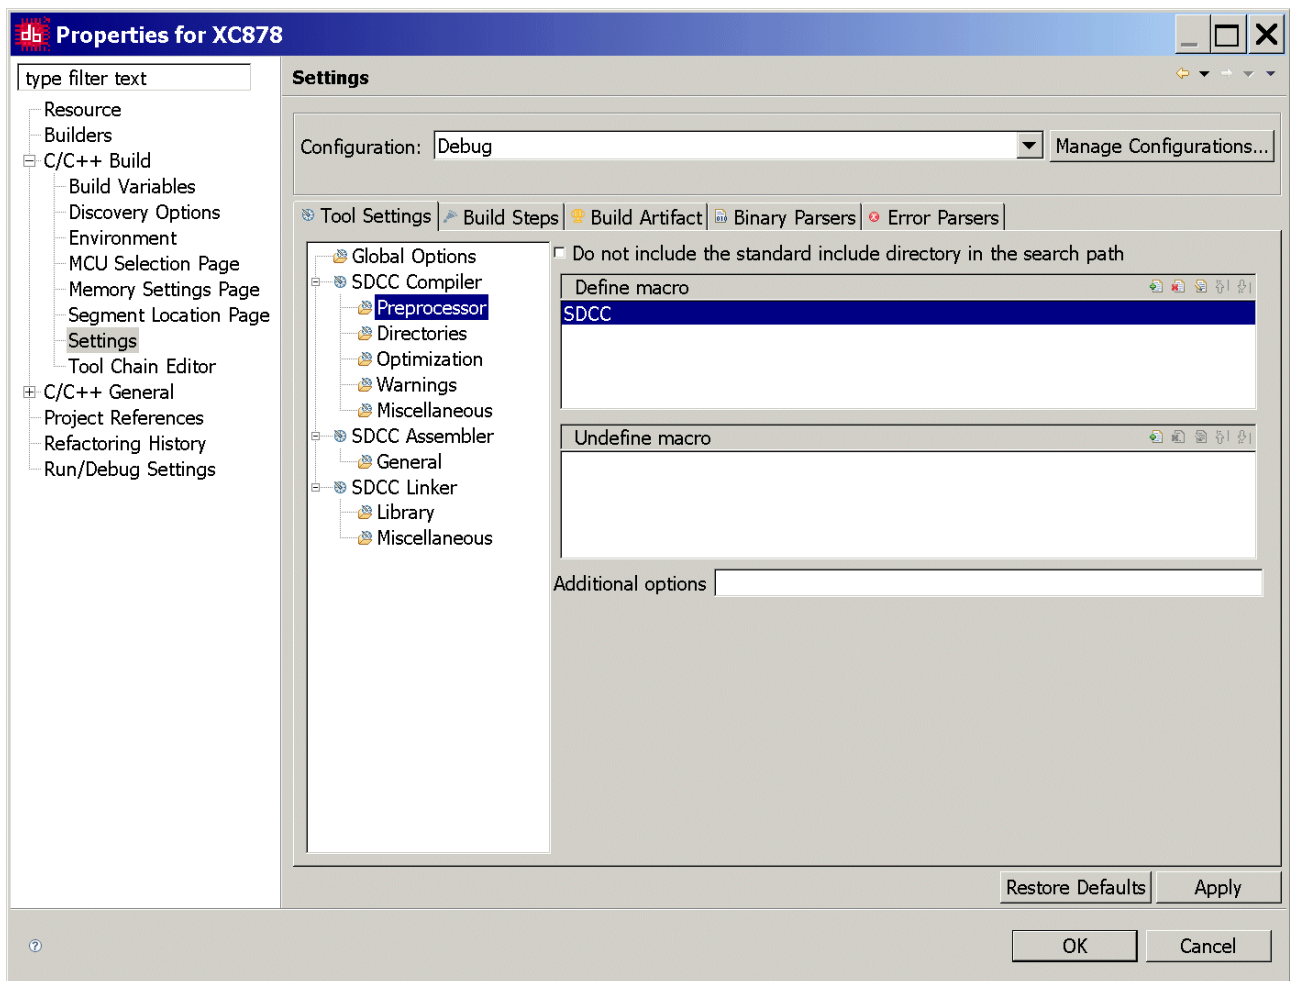 Properties for XC878
type filter text
Resource
Builders
C/C++ Build
Build Variables
Discovery Options
Environment
MCU Selection Page
Memory Settings Page
Segment Location Page
Settings
Tool Chain Editor
C/C++ General
Project References
Refactoring History
Run/Debug Settings
Settings
Configuration: Debug Manage Configurations...
Tool Settings Build Steps Build Artifact Binary Parsers Error Parsers
Global Options
SDCC Compiler
Preprocessor
Directories
Optimization
Warnings
Miscellaneous
SDCC Assembler
General
SDCC Linker
Library
Miscellaneous
Do not include the standard include directory in the search path
Define macro
SDCC
Undefine macro
Additional options
Restore Defaults Apply
OK Cancel